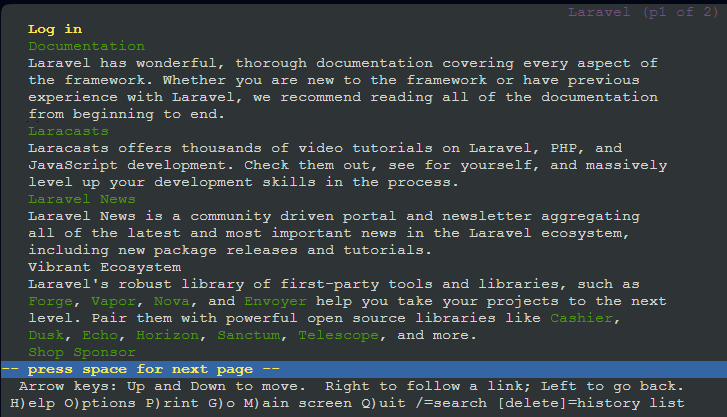 Laravel (p1 of 2)
Log in
Documentation
Laravel has wonderful, thorough documentation covering every aspect of
the framework. Whether you are new to the framework or have previous
experience with Laravel, we recommend reading all of the documentation
from beginning to end.
Laracasts
Laracasts offers thousands of video tutorials on Laravel, PHP, and
JavaScript development. Check them out, see for yourself, and massively
level up your development skills in the process.
Laravel News
Laravel News is a community driven portal and newsletter aggregating
all of the latest and most important news in the Laravel ecosystem,
including new package releases and tutorials.
Vibrant Ecosystem
Laravel's robust library of first-party tools and libraries, such as
Forge, Vapor, Nova, and Envoyer help you take your projects to the next
level. Pair them with powerful open source libraries like Cashier,
Dusk, Echo, Horizon, Sanctum, Telescope, and more.
Shop Sponsor
-- press space for next page --
Arrow keys: Up and Down to move.  Right to follow a link; Left to go back.
H)elp O)ptions P)rint G)o M)ain screen Q)uit /=search [delete]=history list